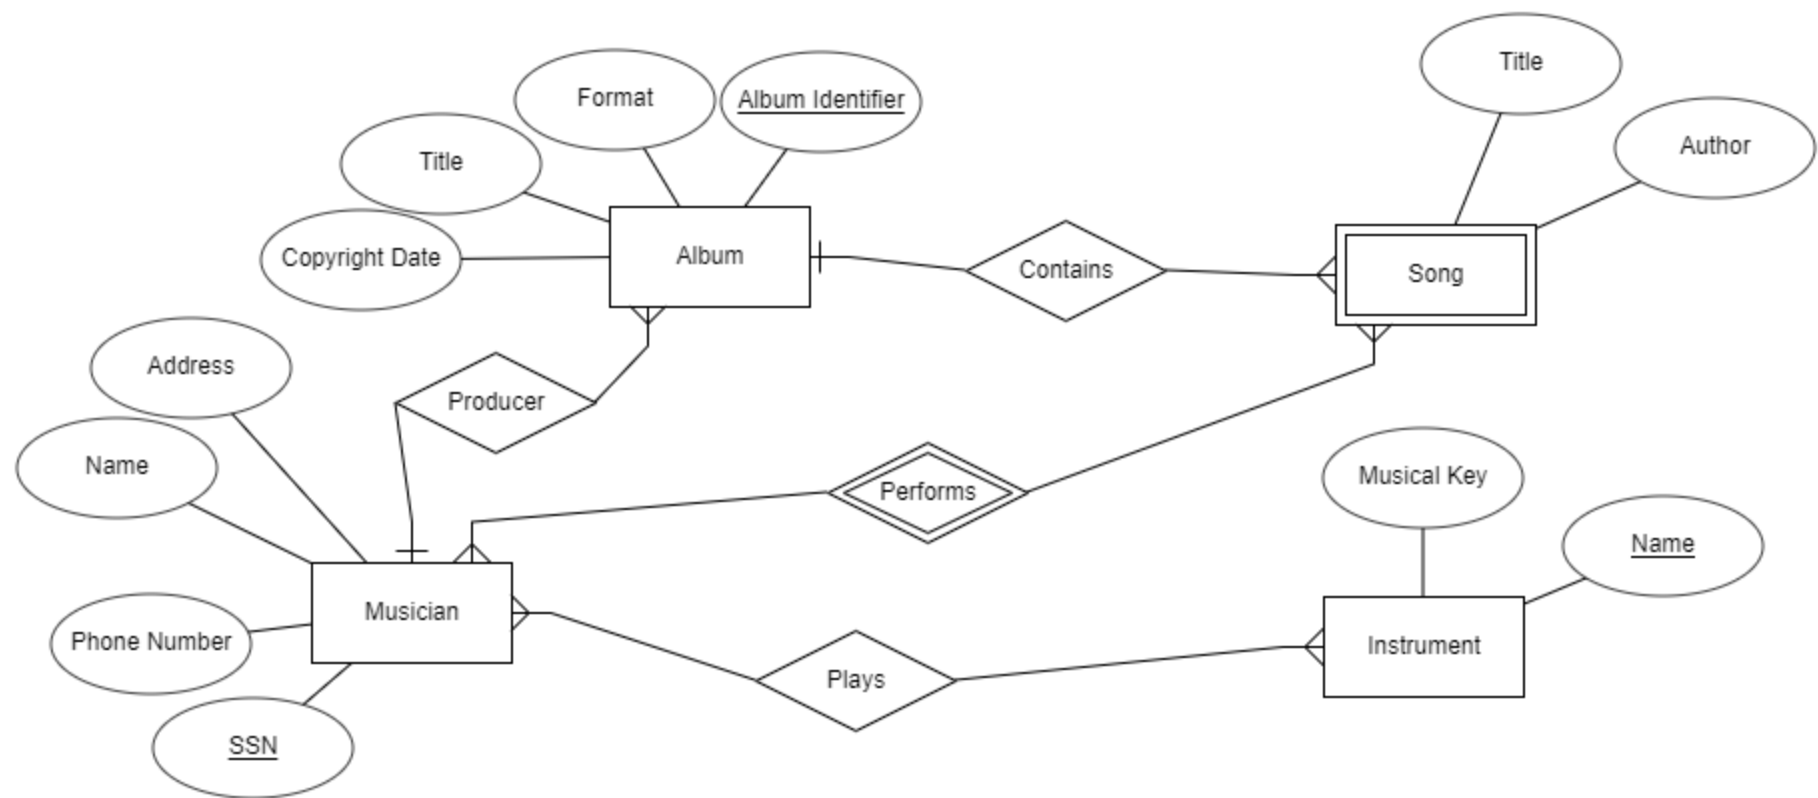 Title
Format
Album Identifier
Author
Title
Copyright Date
Album
Contains
Song
Address
Producer
Name
Performs
Musical Key
Name
Musician
Phone Number
Plays
Instrument
SSN